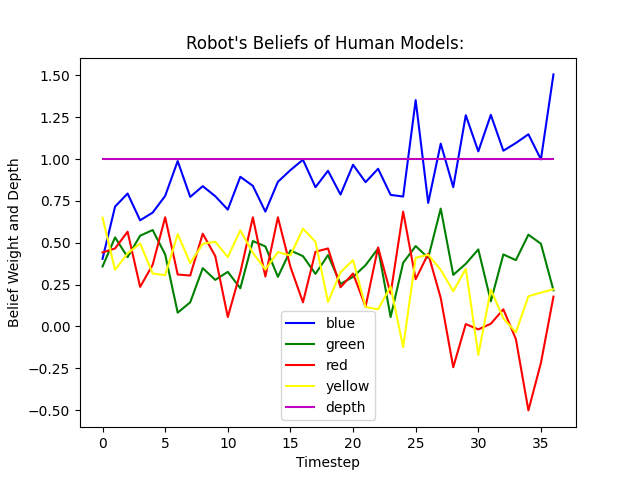 Robot's Beliefs of Human Models:
Belief Weight and Depth
1.50
1.25
1.00
0.75
0.50
0.25
0.00
−0.25
−0.50
blue
green
red
yellow
depth
0 5 10 15 20 25 30 35
Timestep